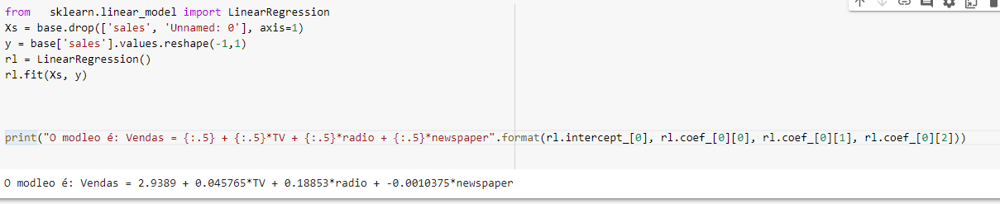 from   sklearn.linear_model import LinearRegression
Xs = base.drop(['sales', 'Unnamed: 0'], axis=1)
y = base['sales'].values.reshape(-1,1)
rl = LinearRegression()
rl.fit(Xs, y)
print("O modleo é: Vendas = {:.5} + {:.5}*TV + {:.5}*radio + {:.5}*newspaper".format(rl.intercept_[0], rl.coef_[0][0], rl.coef_[0][1], rl.coef_[0][2]))
O modleo é: Vendas = 2.9389 + 0.045765*TV + 0.18853*radio + -0.0010375*newspaper